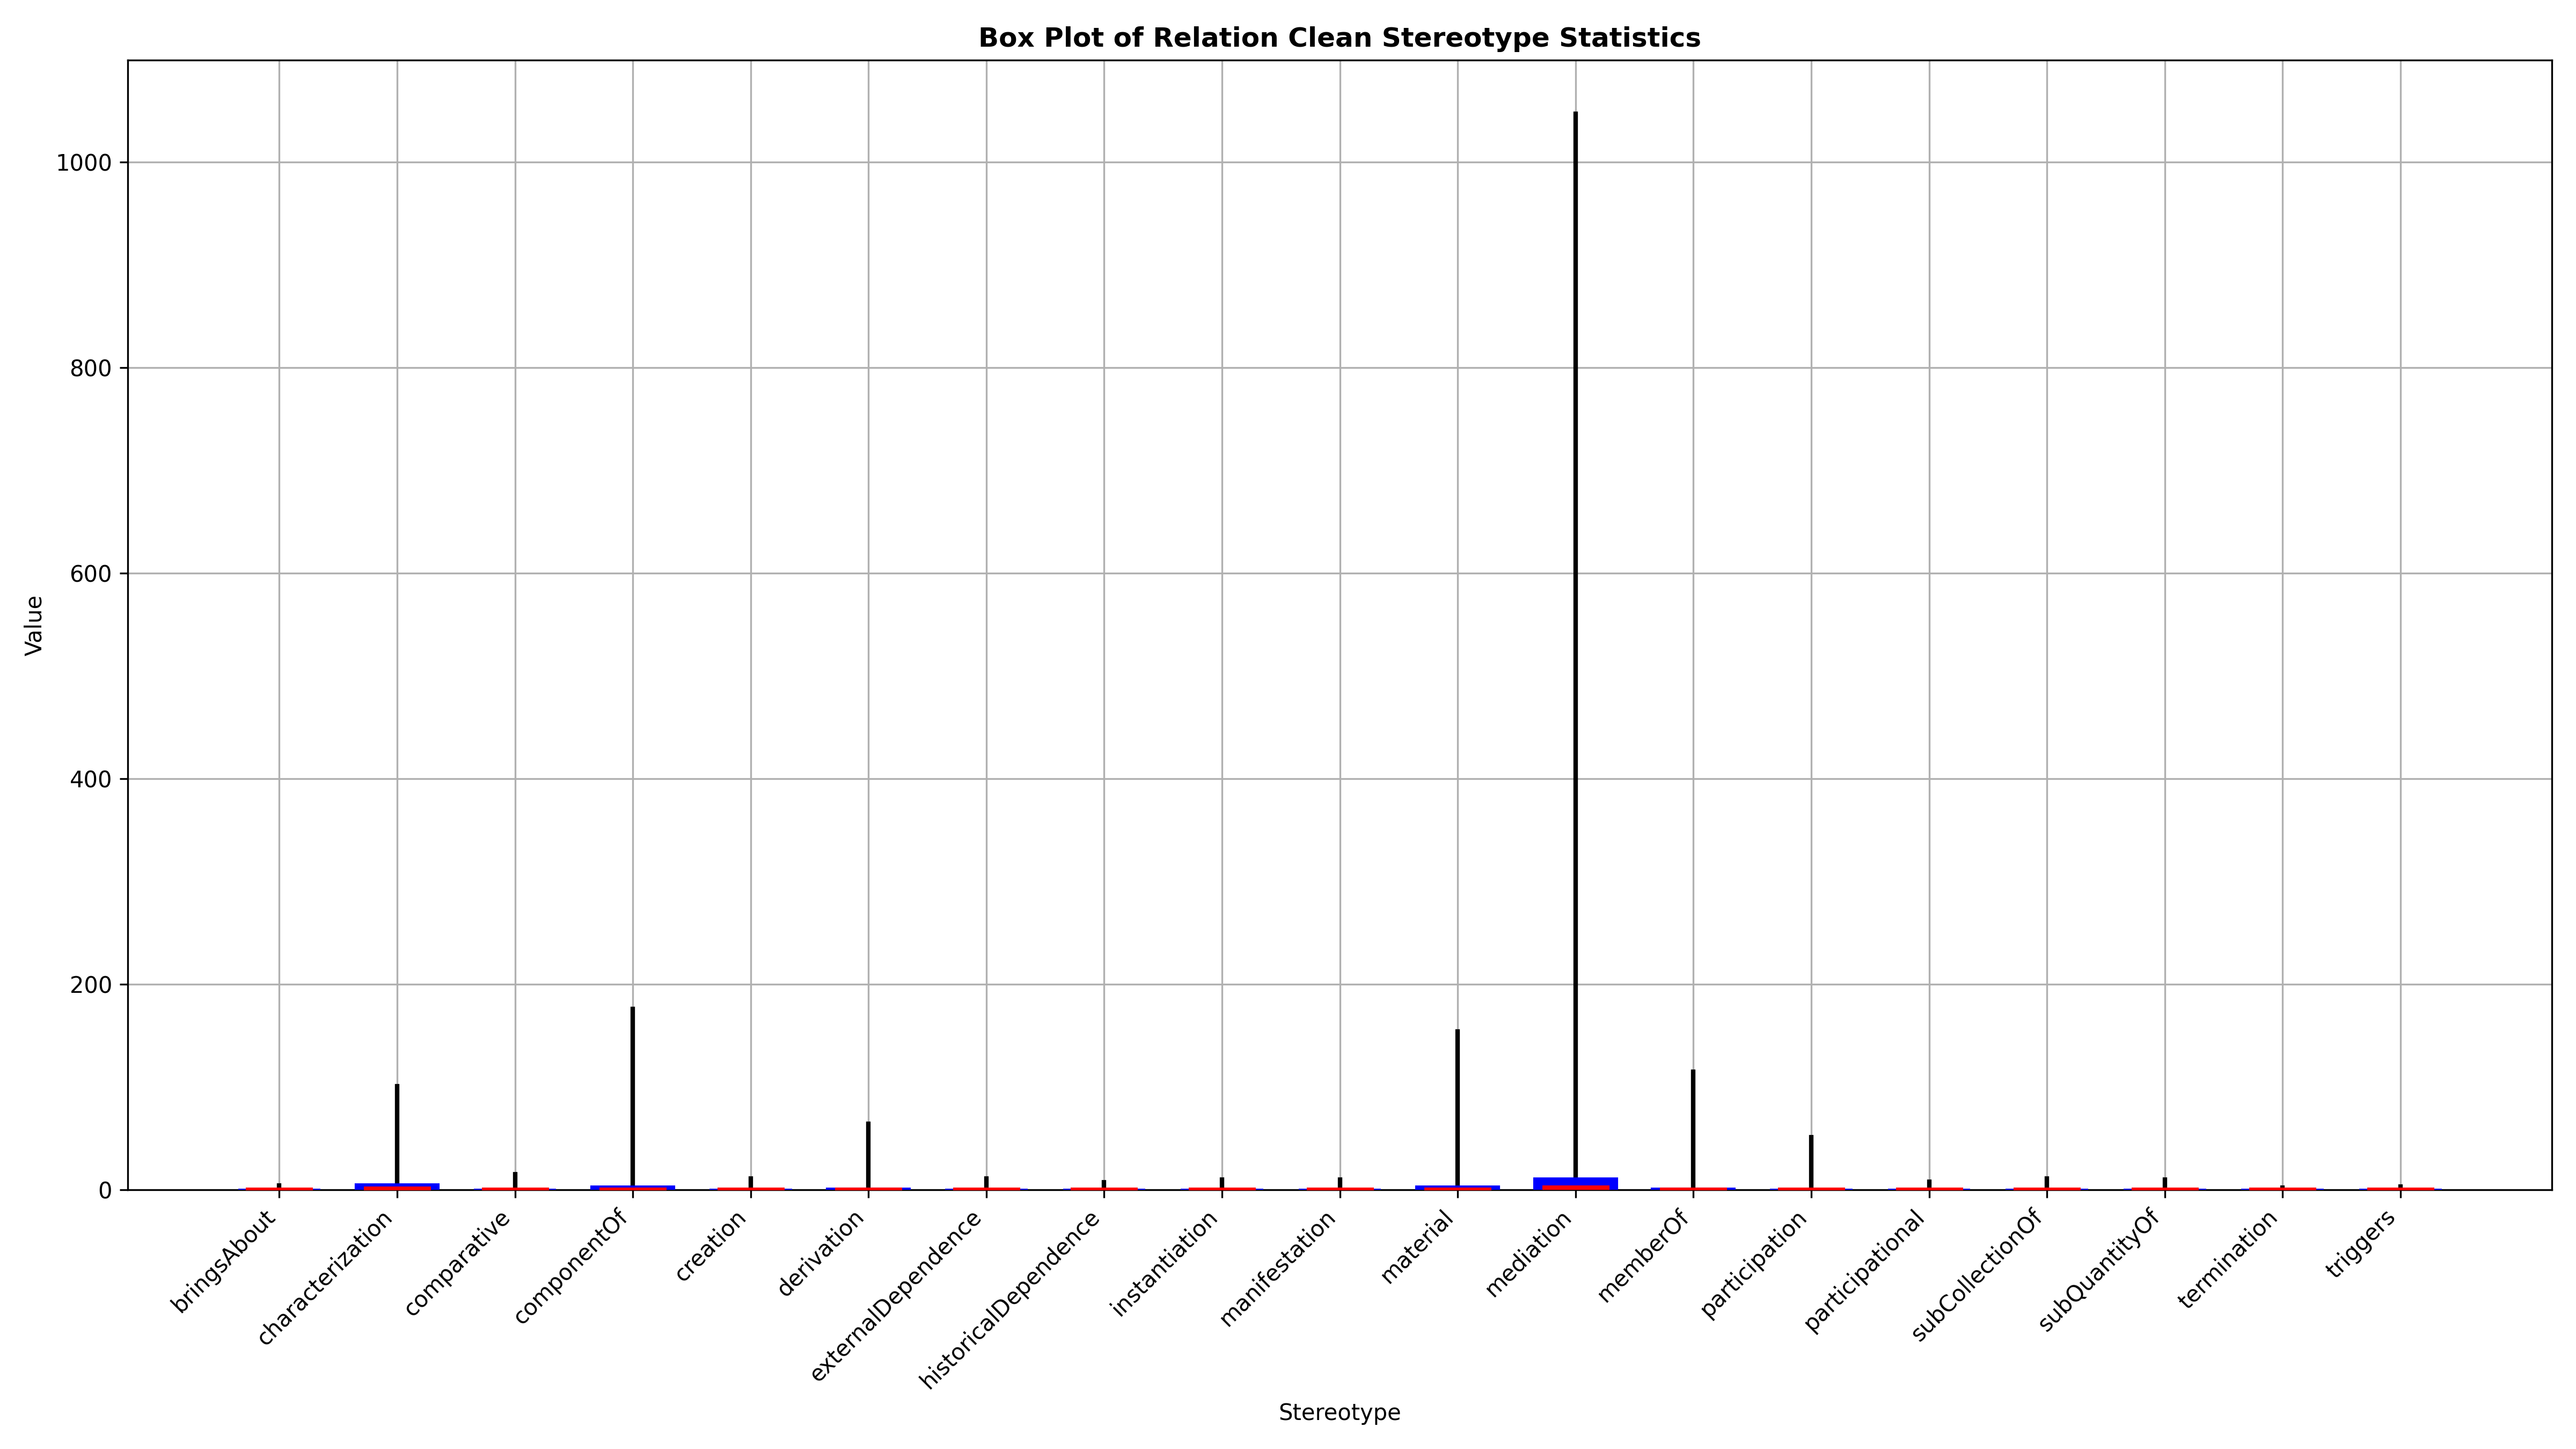 Box Plot of Relation Clean Stereotype Statistics
1000
800
600
400
200
0
Value
bringsAbout
characterization
comparative
componentOf
creation
derivation
externalDependence
historicalDependence
instantiation
manifestation
material
mediation
memberOf
participation
participational
subCollectionOf
subQuantityOf
termination
triggers
Stereotype